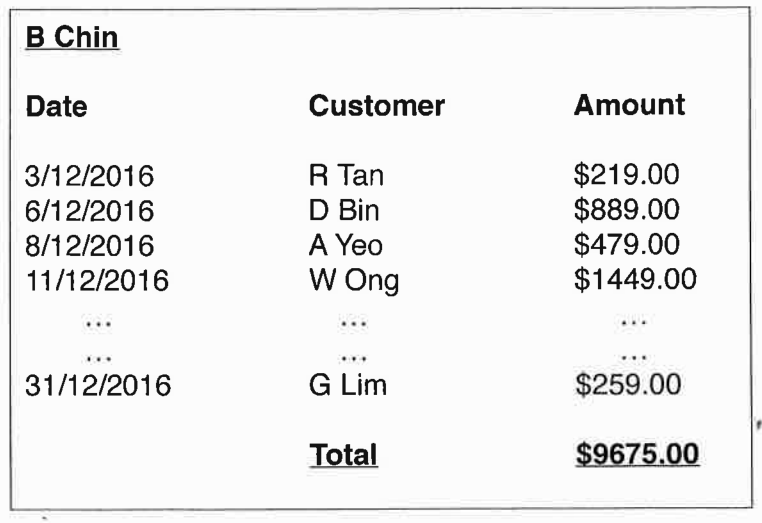 B Chin
Date Customer Amount
3/12/2016 R Tan $219.00
6/12/2016 D Bin $889.00
8/12/2016 A Yeo $479.00
11/12/2016 W Ong $1449.00
... ... ...
... ... ...
31/12/2016 G Lim $259.00
Total $9675.00